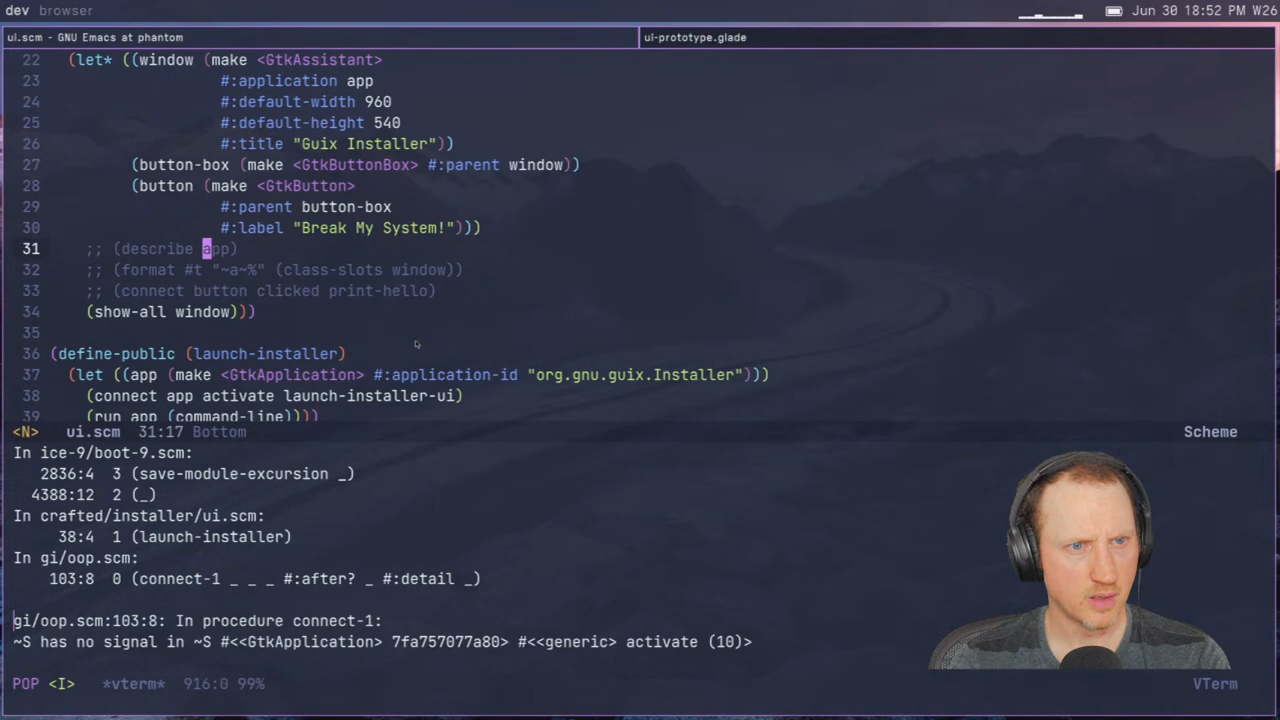 dev browser
Jun 30 18:52 W26
ui.scm - GNU Emacs at phantom
ui-prototype.glade
22 (let* ((window (make <GtkAssistant>
23 #:application app
24 #:default-width 960
25 #:default-height 540
26 #:title "Guix Installer"))
27 (button-box (make <GtkButtonBox> #:parent window))
28 (button (make <GtkButton>
29 #:parent button-box
30 #:label "Break My System!")))
31 ;; (describe app)
32 ;; (format #t "~a~%" (class-slots window))
33 ;; (connect button clicked print-hello)
34 (show-all window)))
35
36 (define-public (launch-installer)
37 (let ((app (make <GtkApplication> #:application-id "org.gnu.guix.Installer")))
38 (connect app activate launch-installer-ui)
39 (run app (command-line))))
<N> ui.scm 31:17 Bottom Scheme
In ice-9/boot-9.scm:
2836:4 3 (save-module-excursion _)
4388:12 2 (_)
In crafted/installer/ui.scm:
38:4 1 (launch-installer)
In gi/oop.scm:
103:8 0 (connect-1 _ _ _ #:after? _ #:detail _)
gi/oop.scm:103:8: In procedure connect-1:
~S has no signal in ~S #<<GtkApplication> 7fa757077a80> #<<generic> activate (10)>
POP <I> *vterm* 916:0 99% VTerm